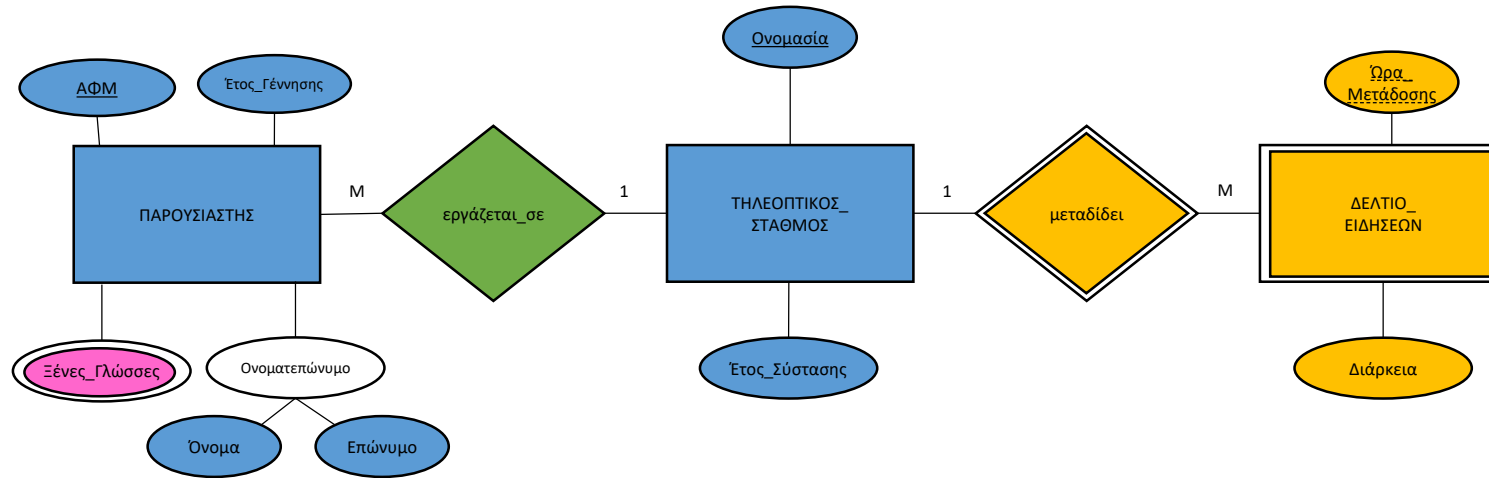 Ονομασία
ΑΦΜ
Έτος_Γέννησης
Ώρα_
Μετάδοσης
ΠΑΡΟΥΣΙΑΣΤΗΣ
Μ
εργάζεται_σε
1
ΤΗΛΕΟΠΤΙΚΟΣ_
ΣΤΑΘΜΟΣ
1
μεταδίδει
Μ
ΔΕΛΤΙΟ_
ΕΙΔΗΣΕΩΝ
Ξένες_Γλώσσες
Ονοματεπώνυμο
Έτος_Σύστασης
Διάρκεια
Όνομα
Επώνυμο